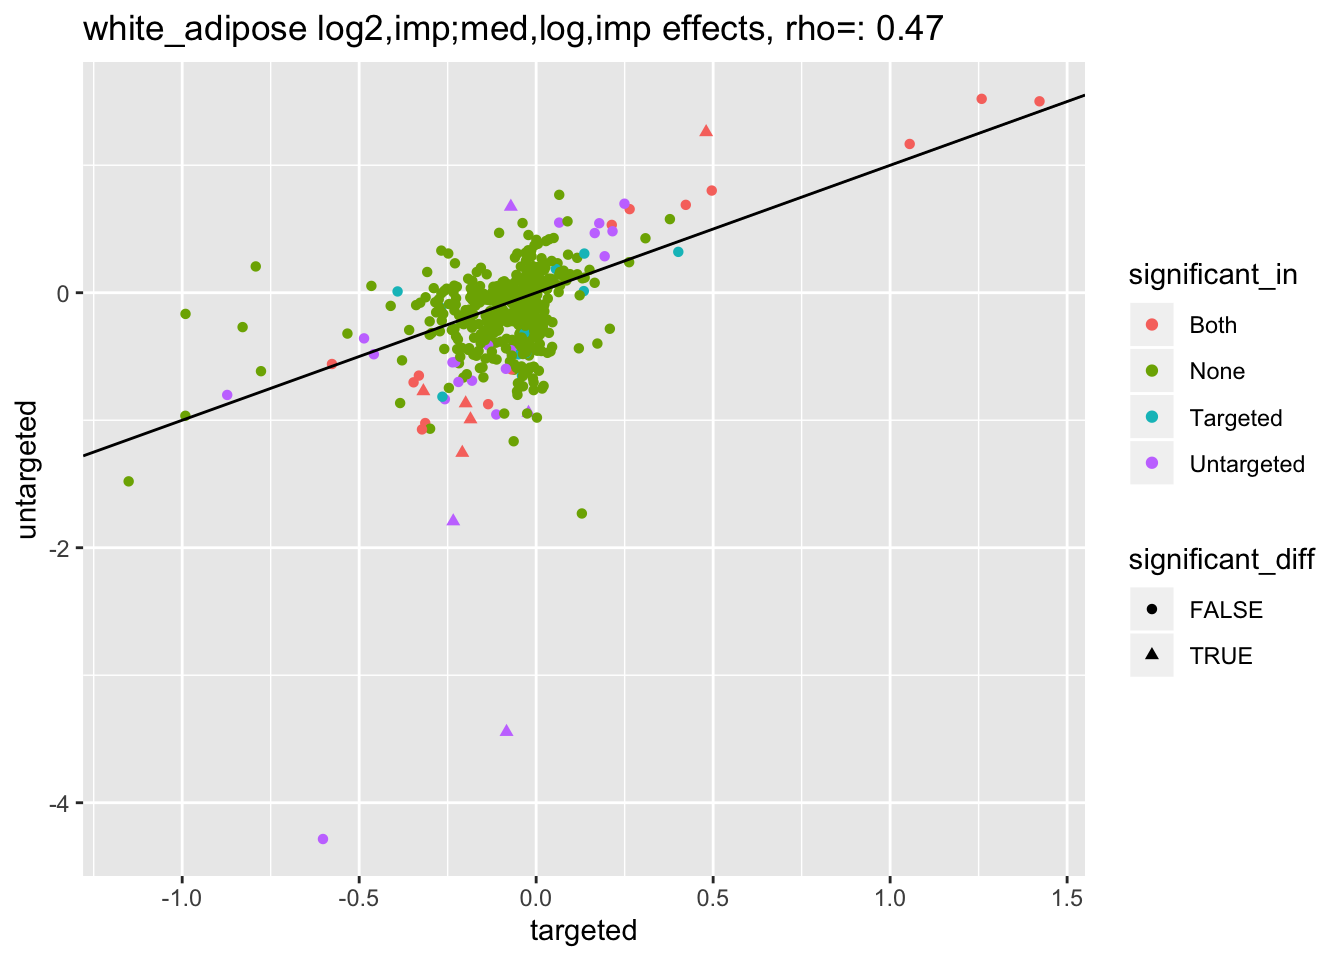 white_adipose log2,imp;med,log,imp effects, rho=: 0.47
untargeted
0
-2
-4
-1.0
-0.5
0.0
0.5
1.0
1.5
targeted
significant_in
Both
None
Targeted
Untargeted
significant_diff
FALSE
TRUE